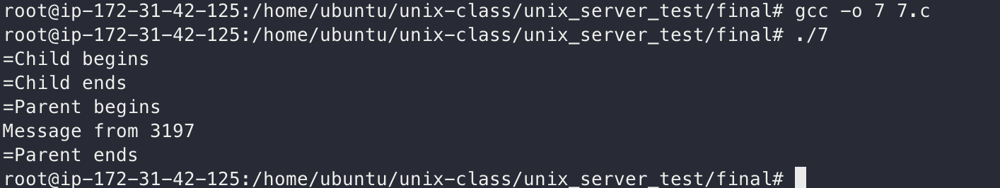 root@ip-172-31-42-125:/home/ubuntu/unix-class/unix_server_test/final# gcc -o 7 7.c
root@ip-172-31-42-125:/home/ubuntu/unix-class/unix_server_test/final# ./7
=Child begins
=Child ends
=Parent begins
Message from 3197
=Parent ends
root@ip-172-31-42-125:/home/ubuntu/unix-class/unix_server_test/final#